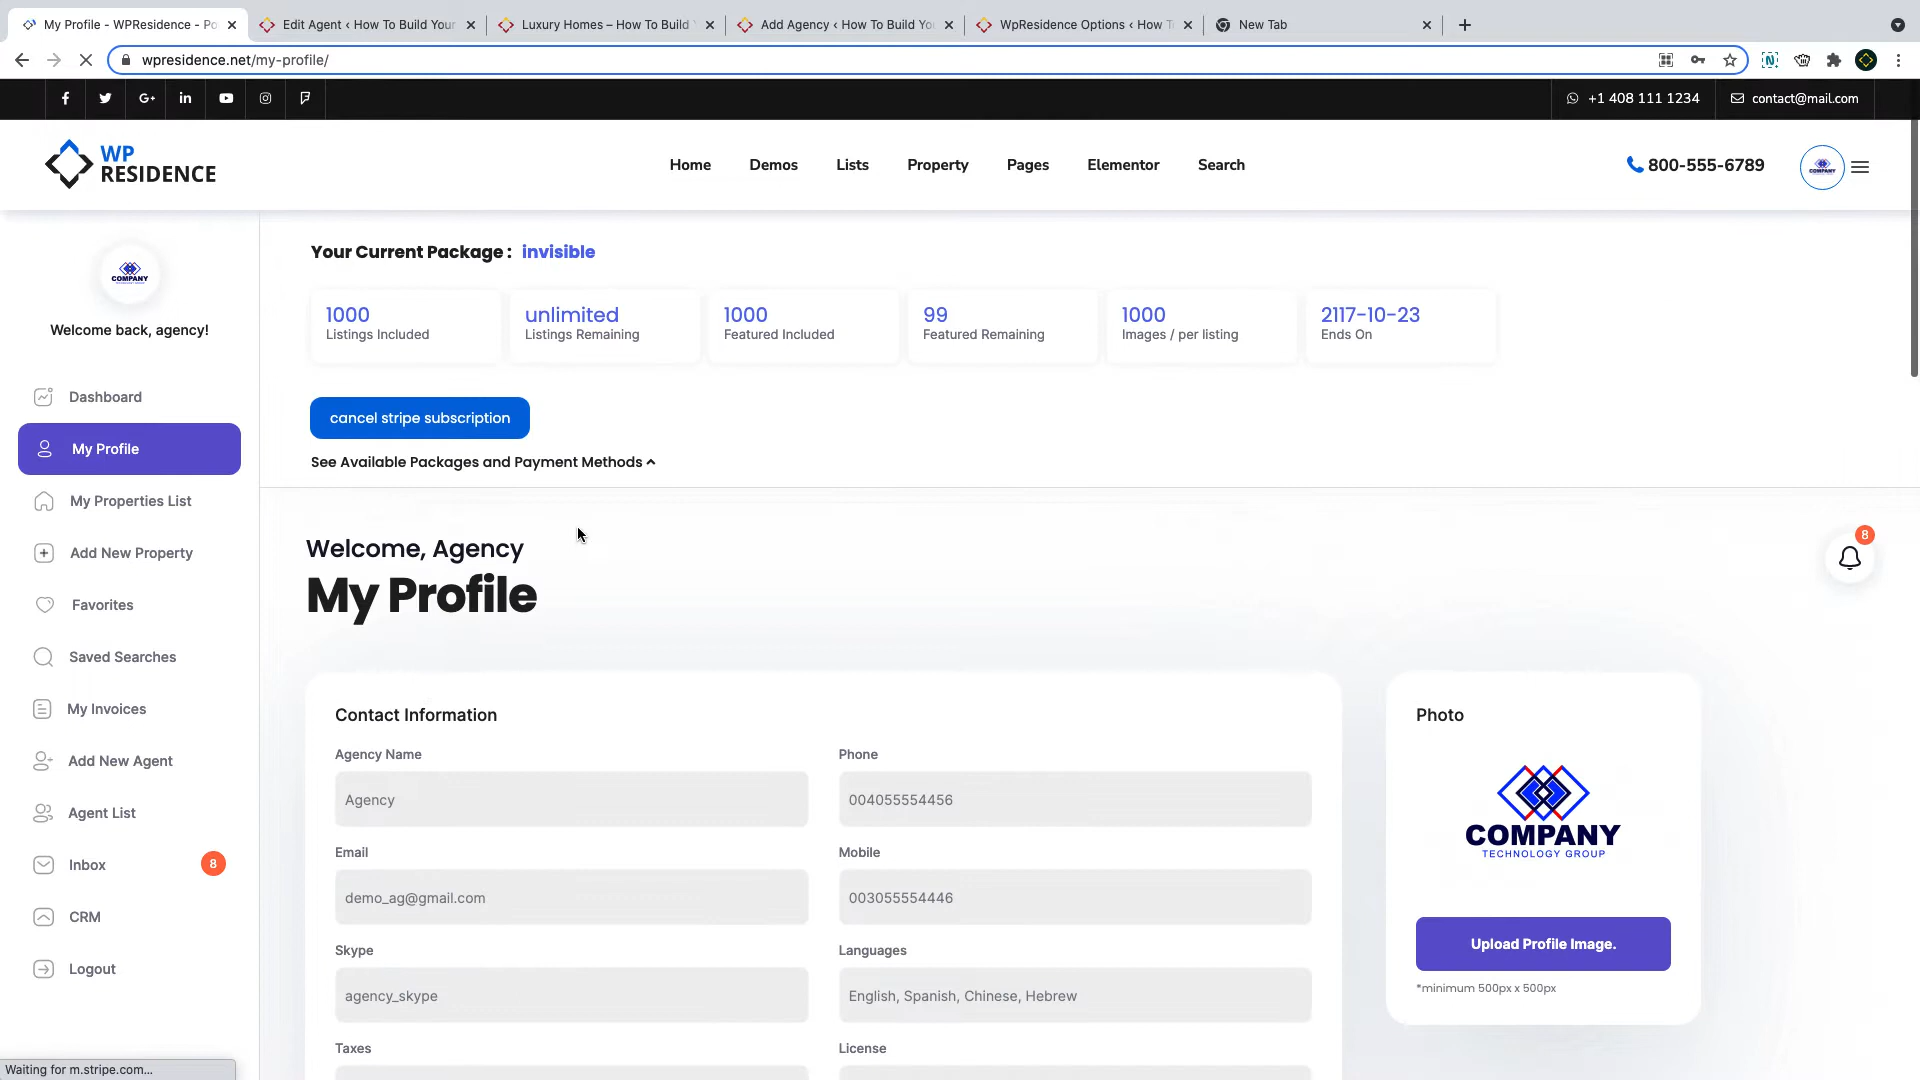 My Profile - WPResidence - Po
Edit Agent ‹ How To Build Your
Luxury Homes – How To Build
Add Agency ‹ How To Build Yo
WpResidence Options ‹ How T
New Tab
wpresidence.net/my-profile/
+1 408 111 1234
contact@mail.com
WP
RESIDENCE
Home
Demos
Lists
Property
Pages
Elementor
Search
800-555-6789
COMPANY
COMPANY
Welcome back, agency!
Dashboard
My Profile
My Properties List
Add New Property
Favorites
Saved Searches
My Invoices
Add New Agent
Agent List
Inbox
8
CRM
Logout
Your Current Package : invisible
1000
Listings Included
unlimited
Listings Remaining
1000
Featured Included
99
Featured Remaining
1000
Images / per listing
2117-10-23
Ends On
cancel stripe subscription
See Available Packages and Payment Methods
Welcome, Agency
My Profile
8
Contact Information
Agency Name
Agency
Phone
004055554456
Email
demo_ag@gmail.com
Mobile
003055554446
Skype
agency_skype
Languages
English, Spanish, Chinese, Hebrew
Taxes
License
Photo
COMPANY
TECHNOLOGY GROUP
Upload Profile Image.
*minimum 500px x 500px
Waiting for m.stripe.com...